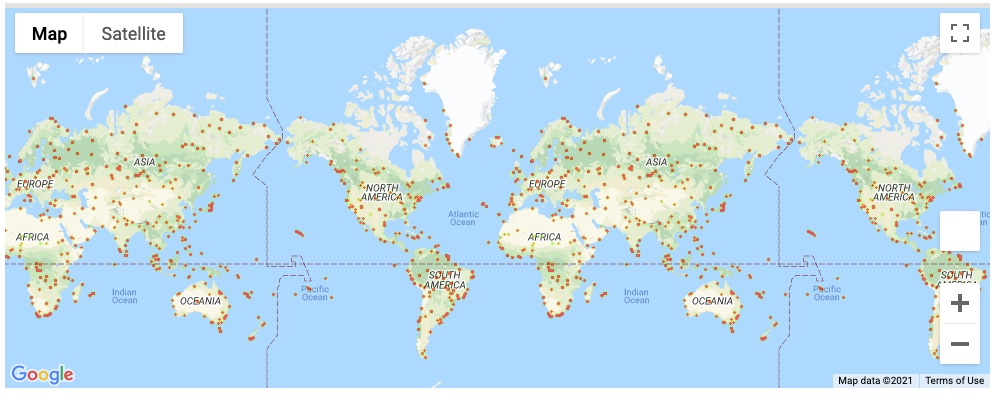 Map
Satellite
ASIA
EUROPE
NORTH
AMERICA
Atlantic
Ocean
AFRICA
SOUTH
AMERICA
Indian
Ocean
OCEANIA
Pacific
Ocean
ASIA
EUROPE
NORTH
AMERICA
AFRICA
SOUTH
AMERICA
Indian
Ocean
OCEANIA
Pacific
Ocean
Google
Map data ©2021
Terms of Use